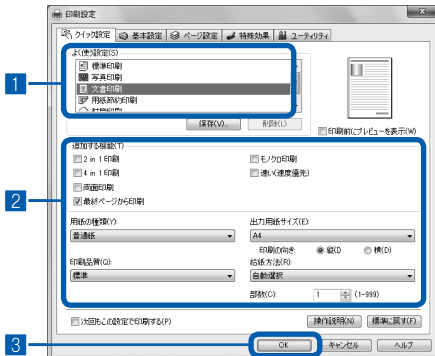 印刷設定
クイック設定 基本設定 ページ設定 特殊効果 ユーティリティ
よく使う設定(S)
1
標準印刷
写真印刷
文書印刷
用紙節約印刷
保存(V)... 削除(L)
印刷前にプレビューを表示(W)
追加する機能(T)
2 in 1 印刷 モノクロ印刷
4 in 1 印刷 速い(速度優先)
両面印刷
2
最終ページから印刷
用紙の種類(Y): 出力用紙サイズ(E):
普通紙 A4
印刷の向き: 縦(I) 横(D)
印刷品質(Q): 給紙方法(R):
標準 自動選択
部数(C): 1 (1-999)
次回もこの設定で印刷する(P) 操作説明(N) 標準に戻す(F)
3
OK キャンセル ヘルプ